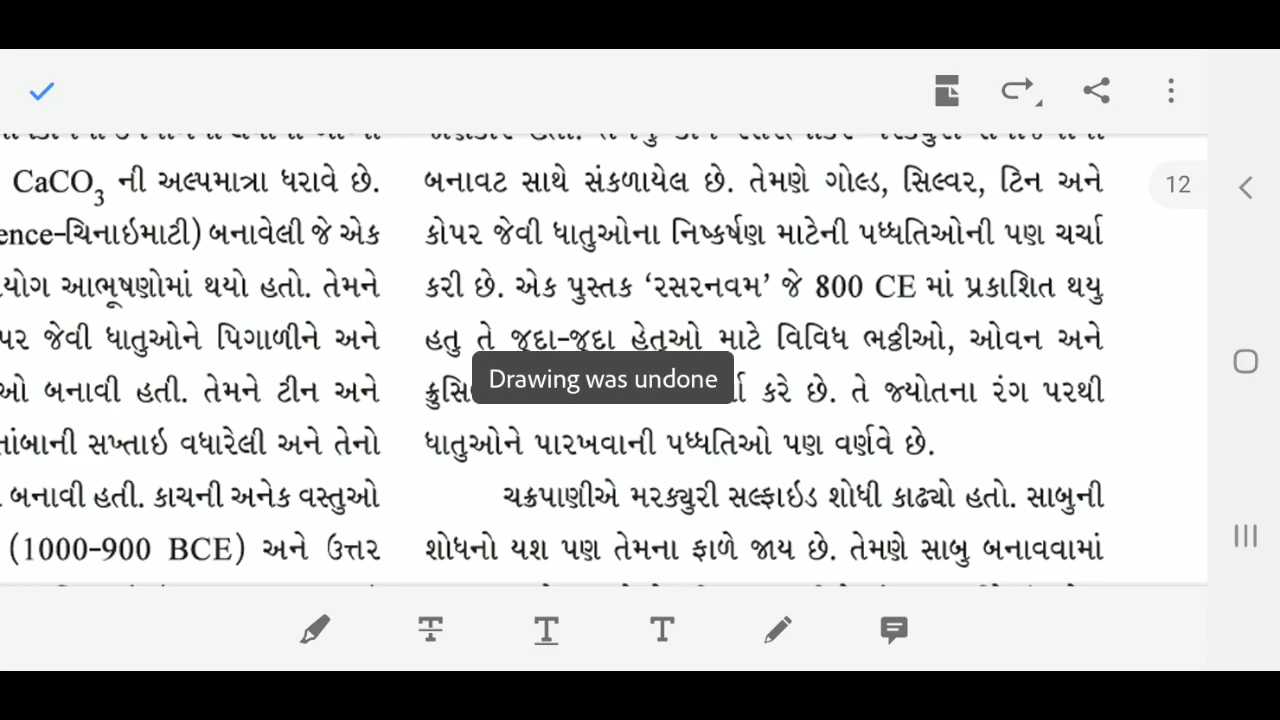 12
CaCO3 ની અલ્પમાત્રા ધરાવે છે.
ence-ચિનાઇમાટી) બનાવેલી જે એક
યોગ આભૂષણોમાં થયો હતો. તેમને
જેવી ધાતુઓને પિગાળીને અને
બનાવી હતી. તેમને ટીન અને
સખ્તાઇ વધારેલી અને તેનો
બનાવી હતી. કાચની અનેક વસ્તુઓ
(1000-900 BCE) અને ઉત્તર
બનાવટ સાથે સંકળાયેલ છે. તેમણે ગોલ્ડ, સિલ્વર, ટિન અને
કોપર જેવી ધાતુઓના નિષ્કર્ષણ માટેની પધ્ધતિઓની પણ ચર્ચા
કરી છે. એક પુસ્તક ‘રસરનવમ’ જે 800 CE માં પ્રકાશિત થયુ
હતુ તે જુદા-જુદા હેતુઓ માટે વિવિધ ભઠ્ઠીઓ, ઓવન અને
કરે છે. તે જ્યોતના રંગ પરથી
ધાતુઓને પારખવાની પધ્ધતિઓ પણ વર્ણવે છે.
ચક્રપાણીએ મરક્યુરી સલ્ફાઇડ શોધી કાઢ્યો હતો. સાબુની
શોધનો યશ પણ તેમના ફાળે જાય છે. તેમણે સાબુ બનાવવામાં
Drawing was undone